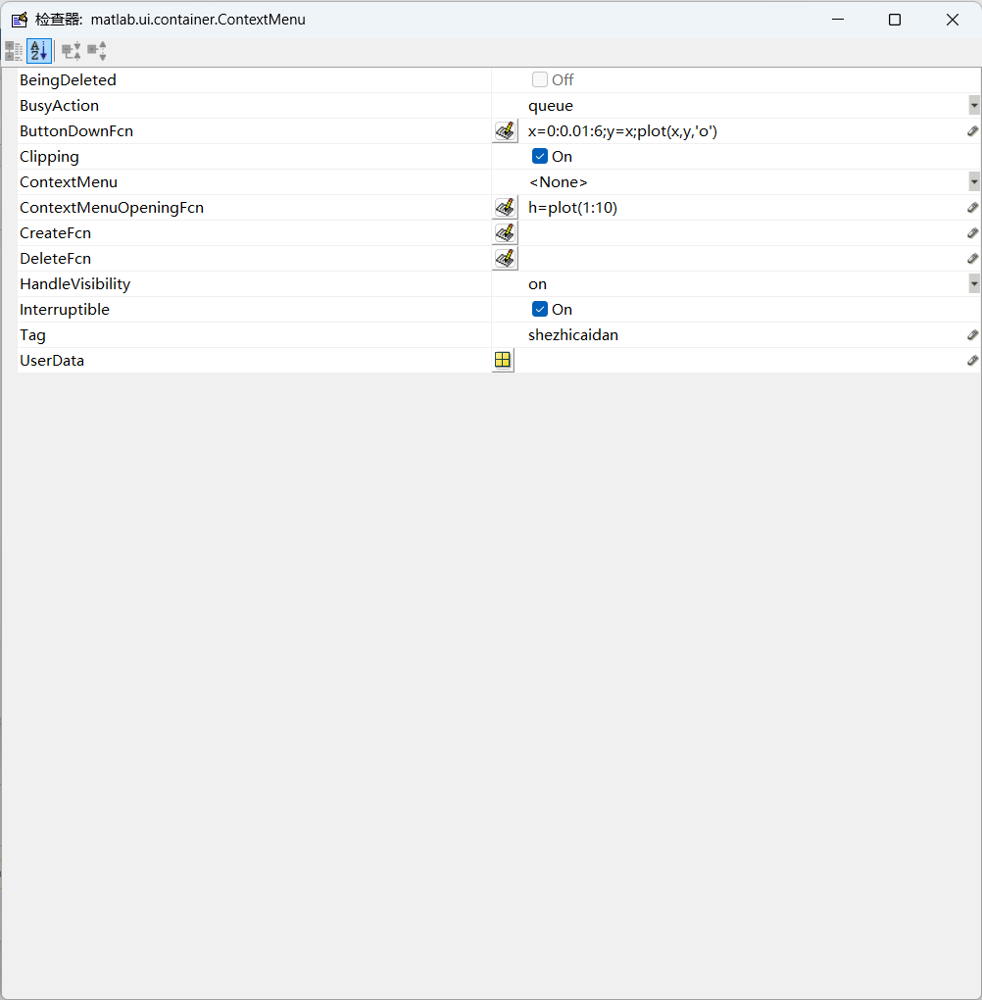 检查器: matlab.ui.container.ContextMenu
BeingDeleted Off
BusyAction queue
ButtonDownFcn x=0:0.01:6;y=x;plot(x,y,'o')
Clipping On
ContextMenu <None>
ContextMenuOpeningFcn h=plot(1:10)
CreateFcn
DeleteFcn
HandleVisibility on
Interruptible On
Tag shezhicaidan
UserData